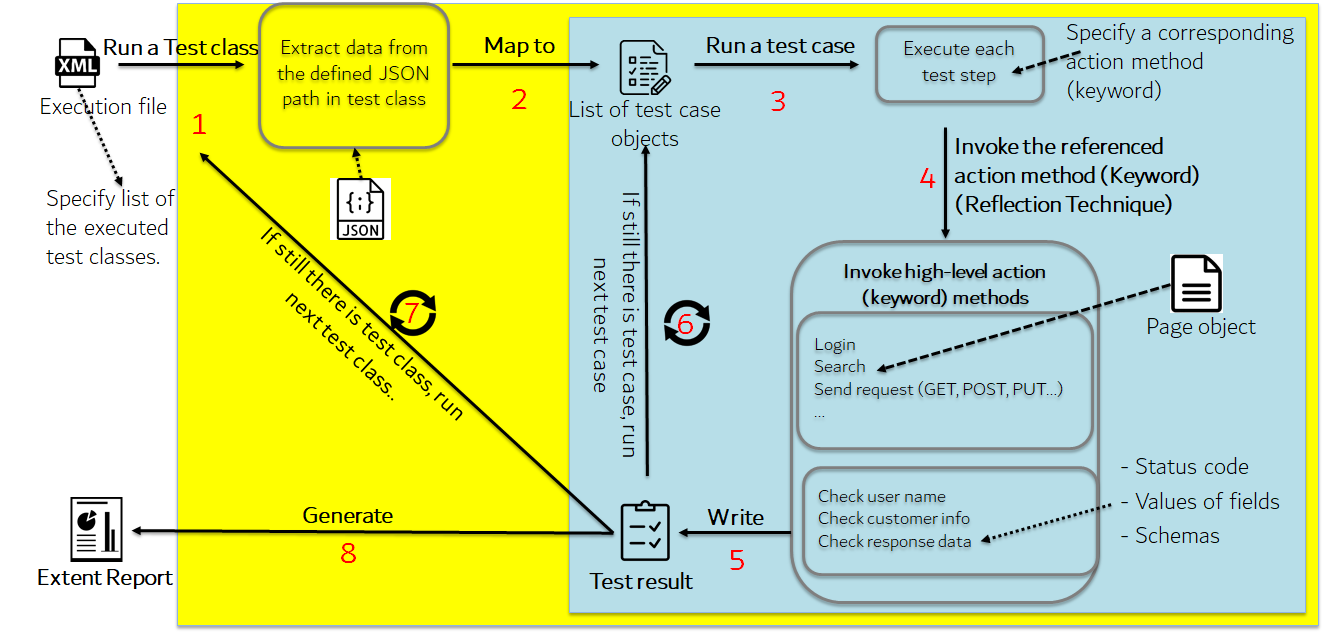 XML
Execution file
Specify list of
the executed
test classes.
Run a Test class
1
Extract data from
the defined JSON
path in test class
{;}
JSON
Map to
2
List of test case
objects
Run a test case
3
Execute each
test step
Specify a corresponding
action method
(keyword)
4
Invoke the referenced
action method (Keyword)
(Reflection Technique)
Invoke high-level action
(keyword) methods
Login
Search
Send request (GET, POST, PUT...)
...
Page object
Check user name
Check customer info
Check response data
- Status code
- Values of fields
- Schemas
Write
5
Test result
If still there is test case, run
next test case
6
If still there is test class, run
next test class..
7
Generate
8
Extent Report